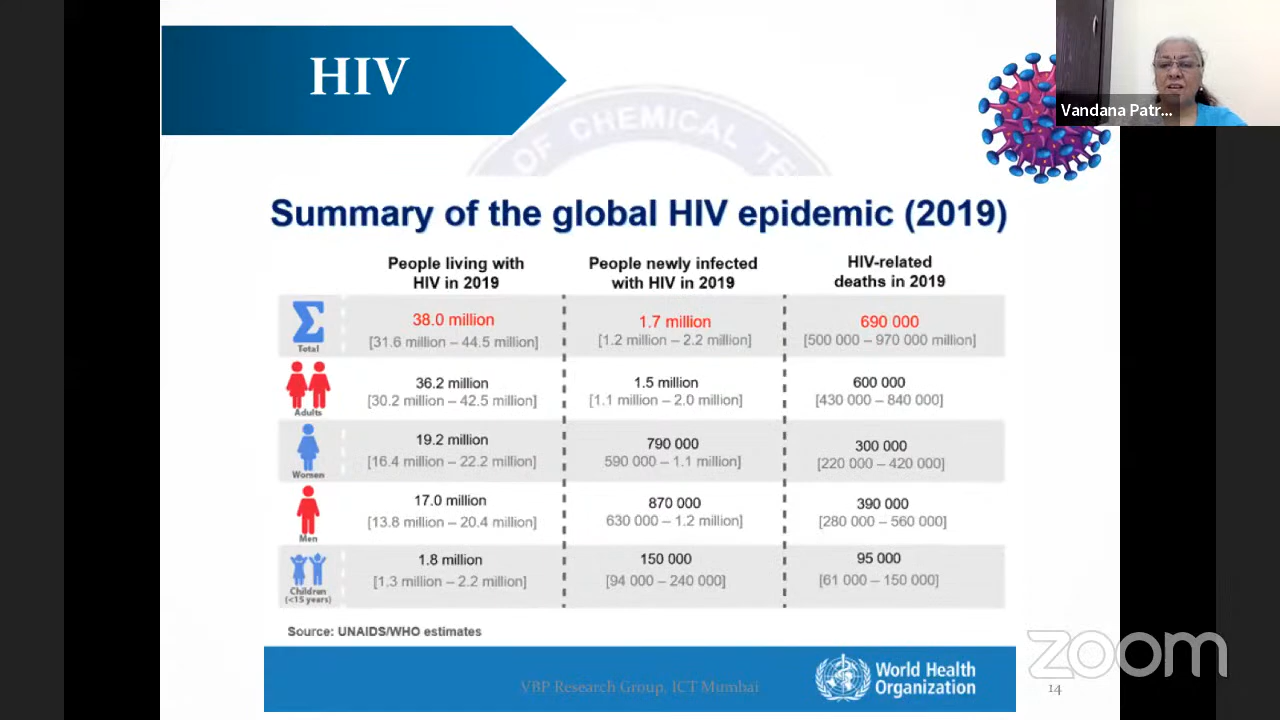 HIV
OF CHEMICAL TE
Vandana Patr...
Summary of the global HIV epidemic (2019)
People living with
HIV in 2019
People newly infected
with HIV in 2019
HIV-related
deaths in 2019
Σ
Total
38.0 million
[31.6 million – 44.5 million]
1.7 million
[1.2 million – 2.2 million]
690 000
[500 000 – 970 000 million]
Adults
36.2 million
[30.2 million – 42.5 million]
1.5 million
[1.1 million – 2.0 million]
600 000
[430 000 – 840 000]
Women
19.2 million
[16.4 million – 22.2 million]
790 000
590 000 – 1.1 million]
300 000
[220 000 – 420 000]
Men
17.0 million
[13.8 million – 20.4 million]
870 000
630 000 – 1.2 million]
390 000
[280 000 – 560 000]
Children
(<15 years)
1.8 million
[1.3 million – 2.2 million]
150 000
[94 000 – 240 000]
95 000
[61 000 – 150 000]
Source: UNAIDS/WHO estimates
VBP Research Group, ICT Mumbai
World Health
Organization
zoom
14